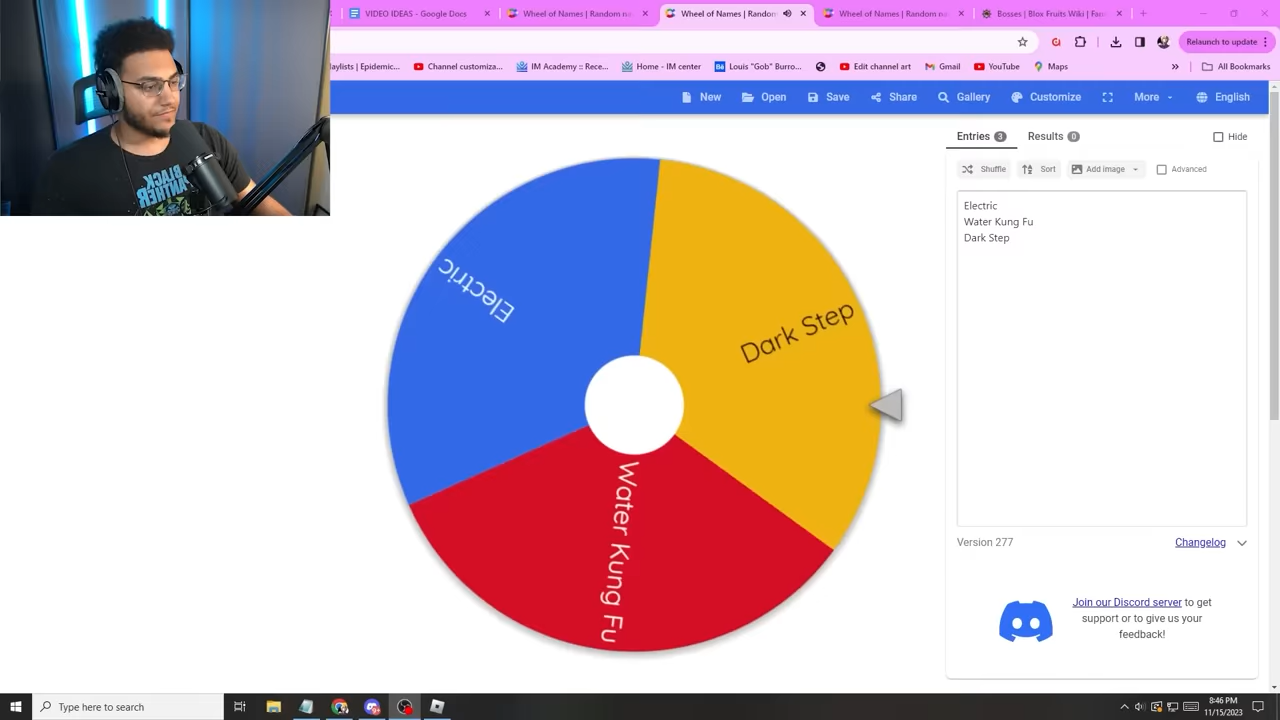 VIDEO IDEAS - Google Docs
Wheel of Names | Random na
Wheel of Names | Random
Wheel of Names | Random na
Bosses | Blox Fruits Wiki | Fan
Relaunch to update
laylists | Epidemic...
Channel customiza...
IM Academy :: Rece...
Home - IM center
Louis "Gob" Burro...
Edit channel art
Gmail
YouTube
Maps
All Bookmarks
New
Open
Save
Share
Gallery
Customize
More
English
Entries 3
Results 0
Hide
Shuffle
Sort
Add image
Advanced
Electric
Water Kung Fu
Dark Step
Electric
Dark Step
Water Kung Fu
BLACK
PANTHER
Version 277
Changelog
Join our Discord server to get
support or to give us your
feedback!
Type here to search
8:46 PM
11/15/2023